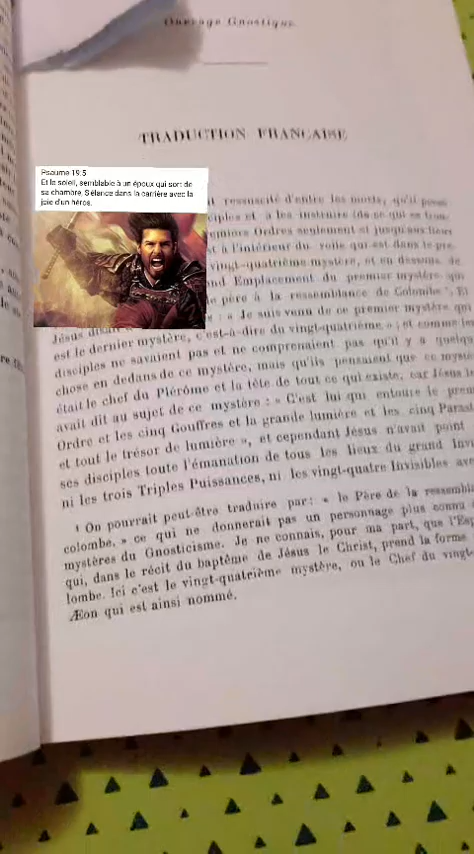 Ouvrage Gnostique
TRADUCTION FRANÇAISE
Psaume 19:5
Et le soleil, semblable à un époux qui sort de
sa chambre, S'élance dans la carrière avec la
joie d'un héros.
ressuscité d'entre les morts, qu'il
ciples et à les instruire
Ordres seulement et jusqu'aux lieux
à l'intérieur du voile qui est dans le
vingt-quatrième mystère, et en dessous de
Emplacement du premier mystère que
le père à la ressemblance de Colombe ¹. Et
Jésus disait : « Je suis venu de ce premier mystère qui
est le dernier mystère, c'est-à-dire du vingt-quatrième » ; et comme les
disciples ne savaient pas et ne comprenaient pas qu'il y a quelque
chose en dedans de ce mystère, mais qu'ils pensaient que ce
était le chef du Plérôme et la tête de tout ce qui existe, car Jésus
avait dit au sujet de ce mystère : » C'est lui qui entoure le
Ordre et les cinq Gouffres et la grande lumière et les cinq
et tout le trésor de lumière », et cependant Jésus n'avait point
ses disciples toute l'émanation de tous les lieux du grand
ni les trois Triples Puissances, ni les vingt-quatre Invisibles
¹ On pourrait peut-être traduire par : « le Père de la
colombe, » ce qui ne donnerait pas un personnage plus connu
mystères du Gnosticisme. Je ne connais, pour ma part, que
qui, dans le récit du baptême de Jésus le Christ, prend la forme
lombe. Ici c'est le vingt-quatrième mystère, ou le Chef du vingt-
Æon qui est ainsi nommé.